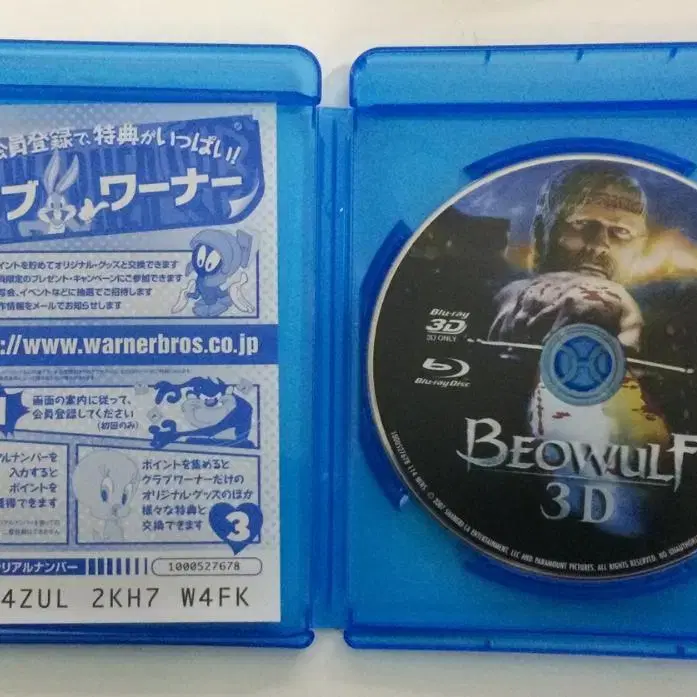 会員登録で、特典がいっぱい!
ブ ワーナー
イントを貯めてオリジナル・グッズと交換できます
員限定のプレゼント・キャンペーンにご参加できます
写会、イベントなどに抽選でご招待します
作情報をメールでお知らせします
://www.warnerbros.co.jp
画面の案内に従って、
会員登録してください
(初回のみ)
アルナンバーを
入力すると
ポイントを
獲得できます
ポイントを集めると
クラブワーナーだけの
オリジナル・グッズのほか
様々な特典と
交換できます
3
シリアルナンバー
1000527678
4ZUL 2KH7 W4FK
Blu-ray
3D
3D ONLY
Blu-ray Disc
BEOWULF
3D